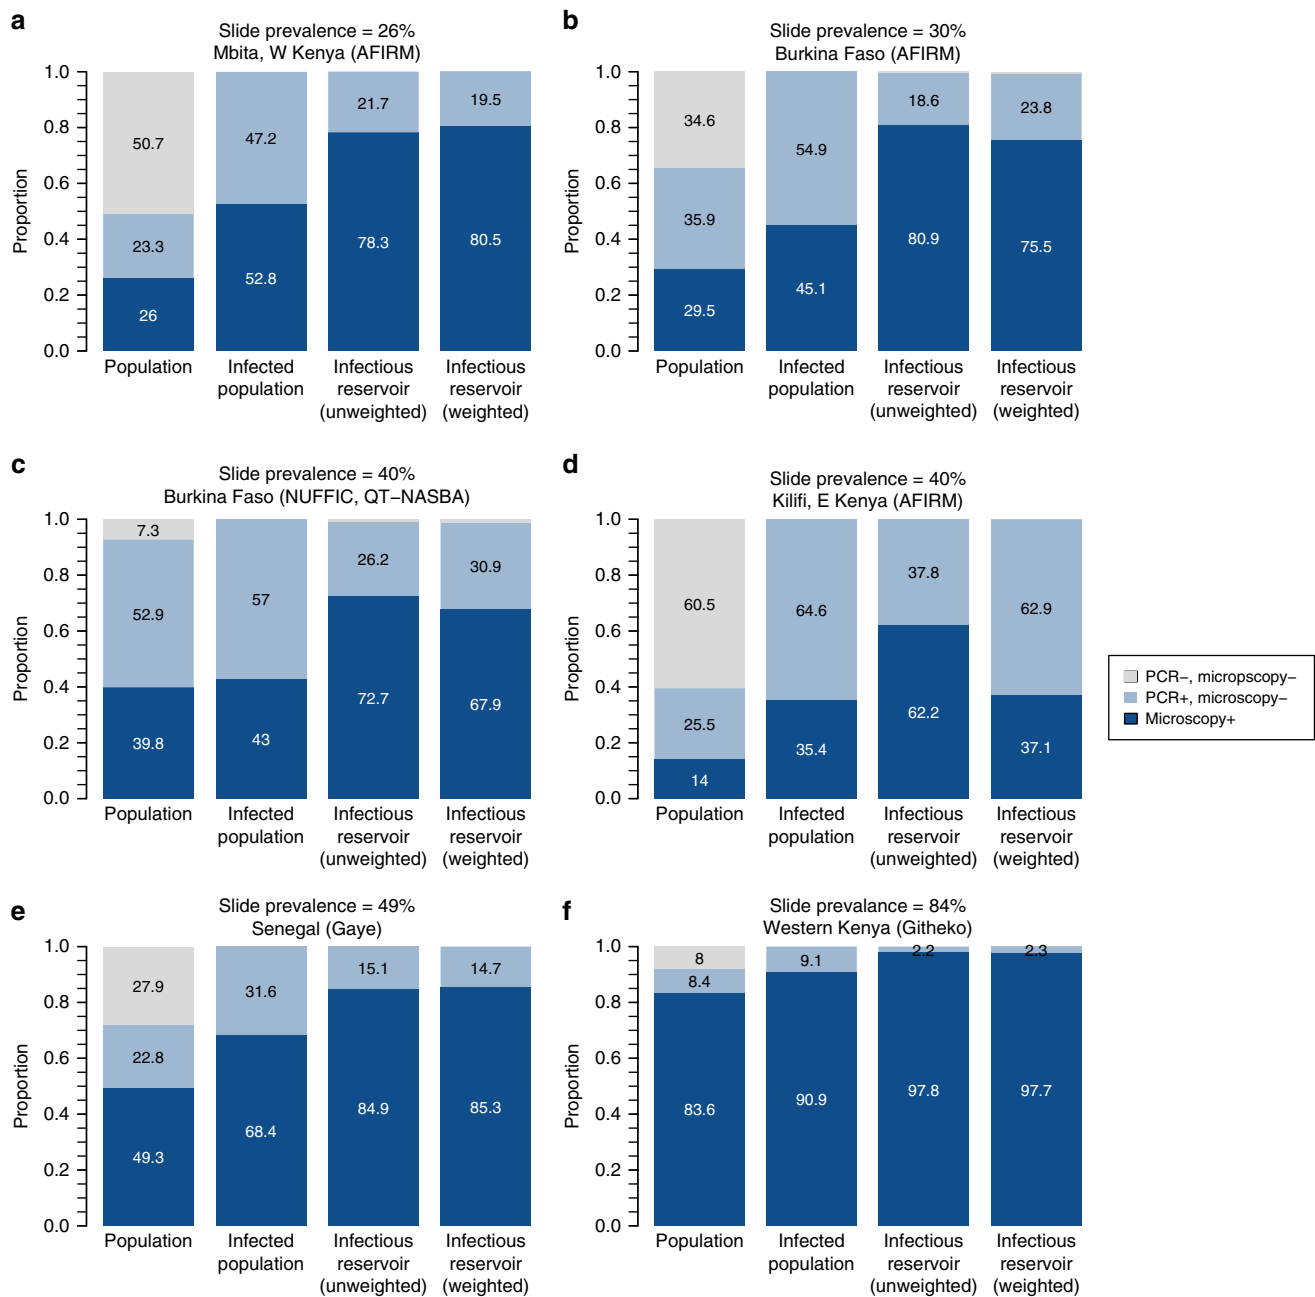 a
Slide prevalence = 26%
Mbita, W Kenya (AFIRM)
Proportion
1.0
0.8
0.6
0.4
0.2
0.0
50.7
23.3
26
47.2
52.8
21.7
78.3
19.5
80.5
Population
Infected
population
Infectious
reservoir
(unweighted)
Infectious
reservoir
(weighted)
b
Slide prevalence = 30%
Burkina Faso (AFIRM)
Proportion
1.0
0.8
0.6
0.4
0.2
0.0
34.6
35.9
29.5
54.9
45.1
18.6
80.9
23.8
75.5
Population
Infected
population
Infectious
reservoir
(unweighted)
Infectious
reservoir
(weighted)
c
Slide prevalence = 40%
Burkina Faso (NUFFIC, QT−NASBA)
Proportion
1.0
0.8
0.6
0.4
0.2
0.0
7.3
52.9
39.8
57
43
26.2
72.7
30.9
67.9
Population
Infected
population
Infectious
reservoir
(unweighted)
Infectious
reservoir
(weighted)
d
Slide prevalence = 40%
Kilifi, E Kenya (AFIRM)
Proportion
1.0
0.8
0.6
0.4
0.2
0.0
60.5
25.5
14
64.6
35.4
37.8
62.2
62.9
37.1
Population
Infected
population
Infectious
reservoir
(unweighted)
Infectious
reservoir
(weighted)
PCR−, micropscopy−
PCR+, microscopy−
Microscopy+
e
Slide prevalence = 49%
Senegal (Gaye)
Proportion
1.0
0.8
0.6
0.4
0.2
0.0
27.9
22.8
49.3
31.6
68.4
15.1
84.9
14.7
85.3
Population
Infected
population
Infectious
reservoir
(unweighted)
Infectious
reservoir
(weighted)
f
Slide prevalance = 84%
Western Kenya (Githeko)
Proportion
1.0
0.8
0.6
0.4
0.2
0.0
8
8.4
83.6
9.1
90.9
2.2
97.8
2.3
97.7
Population
Infected
population
Infectious
reservoir
(unweighted)
Infectious
reservoir
(weighted)